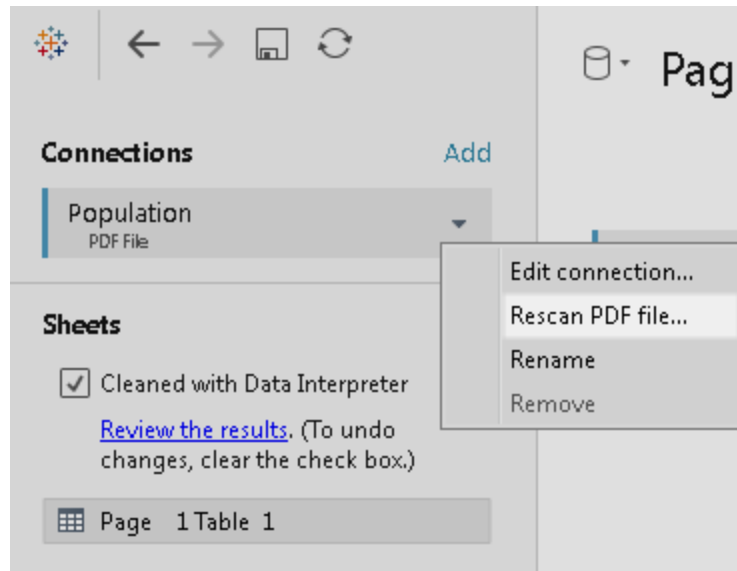 Pag
Connections
Add
Population
PDF File
Edit connection...
Rescan PDF file...
Rename
Remove
Sheets
Cleaned with Data Interpreter
Review the results. (To undo
changes, clear the check box.)
Page 1 Table 1